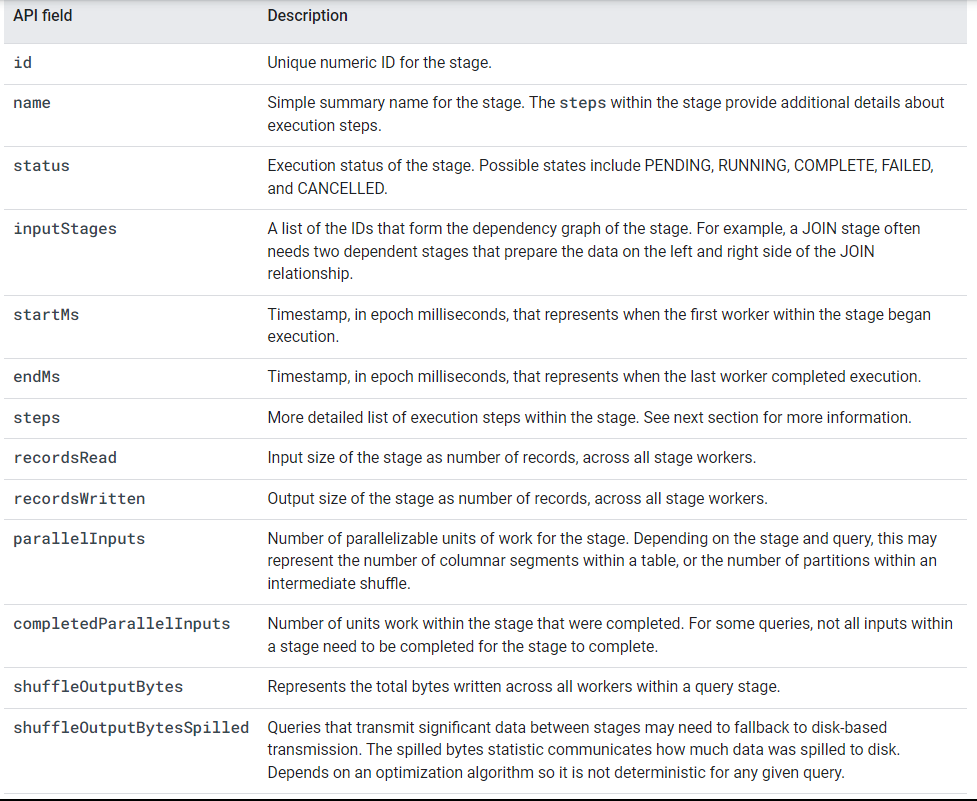 API field Description
id Unique numeric ID for the stage.
name Simple summary name for the stage. The steps within the stage provide additional details about
execution steps.
status Execution status of the stage. Possible states include PENDING, RUNNING, COMPLETE, FAILED,
and CANCELLED.
inputStages A list of the IDs that form the dependency graph of the stage. For example, a JOIN stage often
needs two dependent stages that prepare the data on the left and right side of the JOIN
relationship.
startMs Timestamp, in epoch milliseconds, that represents when the first worker within the stage began
execution.
endMs Timestamp, in epoch milliseconds, that represents when the last worker completed execution.
steps More detailed list of execution steps within the stage. See next section for more information.
recordsRead Input size of the stage as number of records, across all stage workers.
recordsWritten Output size of the stage as number of records, across all stage workers.
parallelInputs Number of parallelizable units of work for the stage. Depending on the stage and query, this may
represent the number of columnar segments within a table, or the number of partitions within an
intermediate shuffle.
completedParallelInputs Number of units work within the stage that were completed. For some queries, not all inputs within
a stage need to be completed for the stage to complete.
shuffleOutputBytes Represents the total bytes written across all workers within a query stage.
shuffleOutputBytesSpilled Queries that transmit significant data between stages may need to fallback to disk-based
transmission. The spilled bytes statistic communicates how much data was spilled to disk.
Depends on an optimization algorithm so it is not deterministic for any given query.